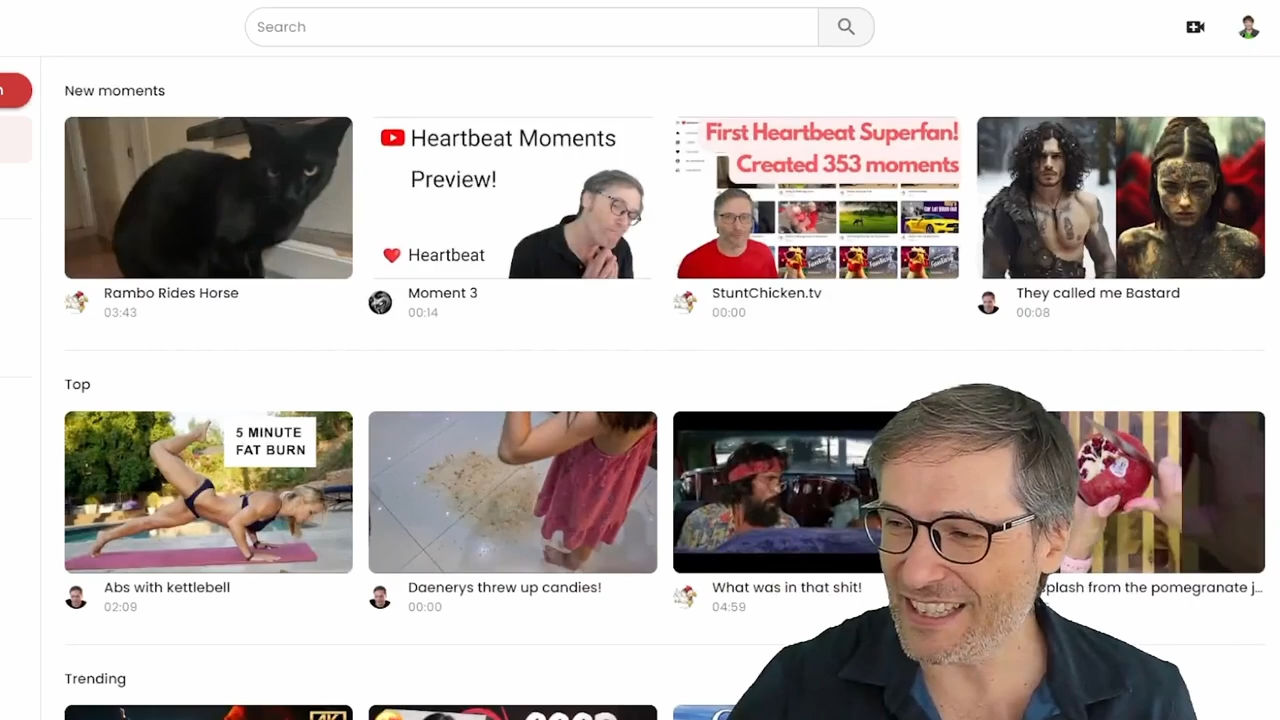 Search
New moments
Heartbeat Moments
Preview!
Heartbeat
First Heartbeat Superfan!
Created 353 moments
Rambo Rides Horse
03:43
Moment 3
00:14
StuntChicken.tv
00:00
They called me Bastard
00:08
Top
5 MINUTE
FAT BURN
Abs with kettlebell
02:09
Daenerys threw up candies!
00:00
What was in that shit!
04:59
from the pomegranate j...
Trending
4K